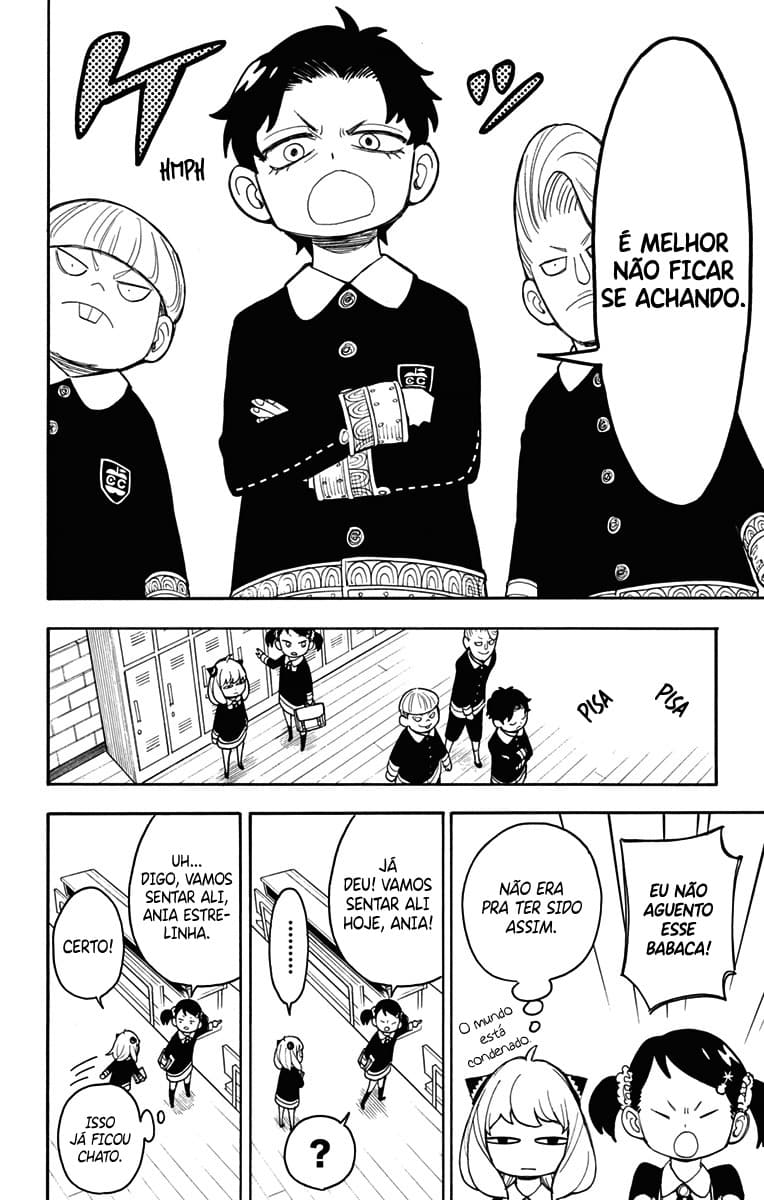 ケッ
HMPH
É MELHOR
NÃO FICAR
SE ACHANDO.
PISA
PISA
JÁ
DEU! VAMOS
SENTAR ALI
HOJE, ANIA!
.........
?
UH...
DIGO, VAMOS
SENTAR ALI,
ANIA ESTRE-
LINHA.
CERTO!
ISSO
JÁ FICOU
CHATO.
EU NÃO
AGUENTO
ESSE
BABACA!
NÃO ERA
PRA TER SIDO
ASSIM.
O mundo
está
condenado.